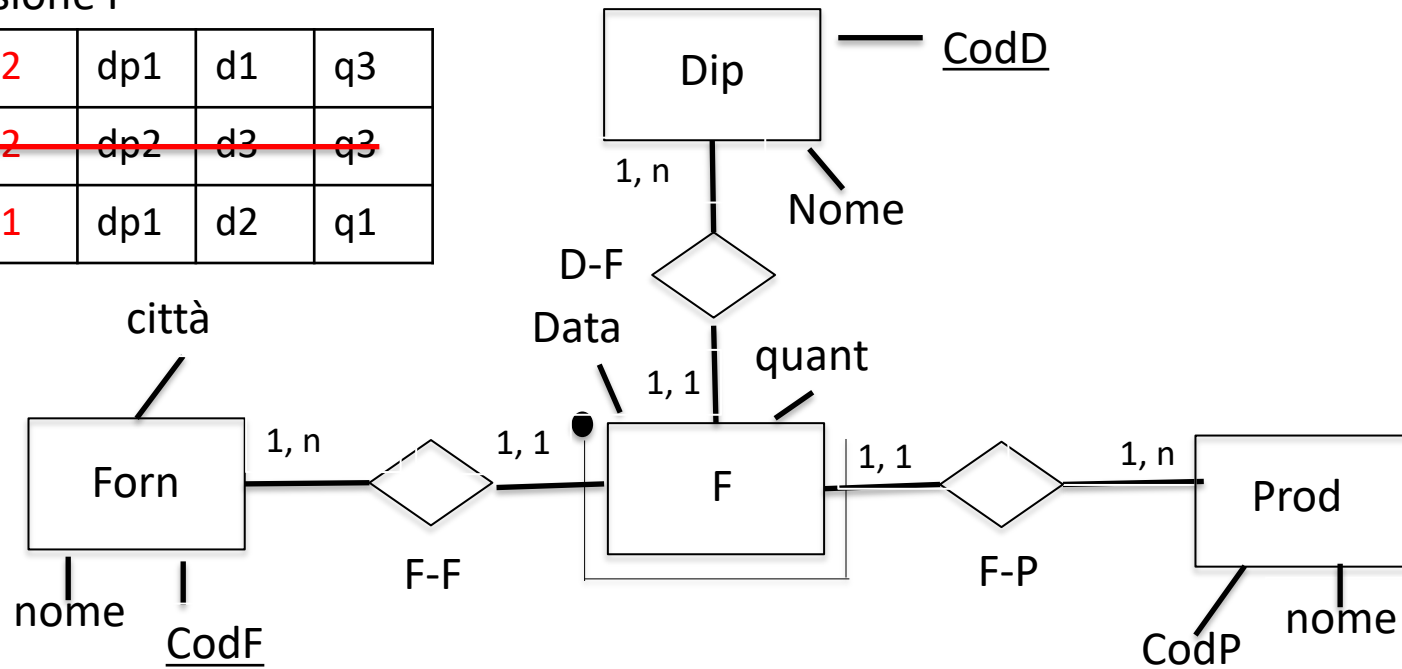 sione F
2 dp1 d1 q3
2 dp2 d3 q3
1 dp1 d2 q1
Dip
CodD
1, n
Nome
D-F
città
Data
quant
1, 1
1, n
1, 1
1, 1
1, n
Forn
F
Prod
F-F
F-P
nome
CodF
CodP
nome